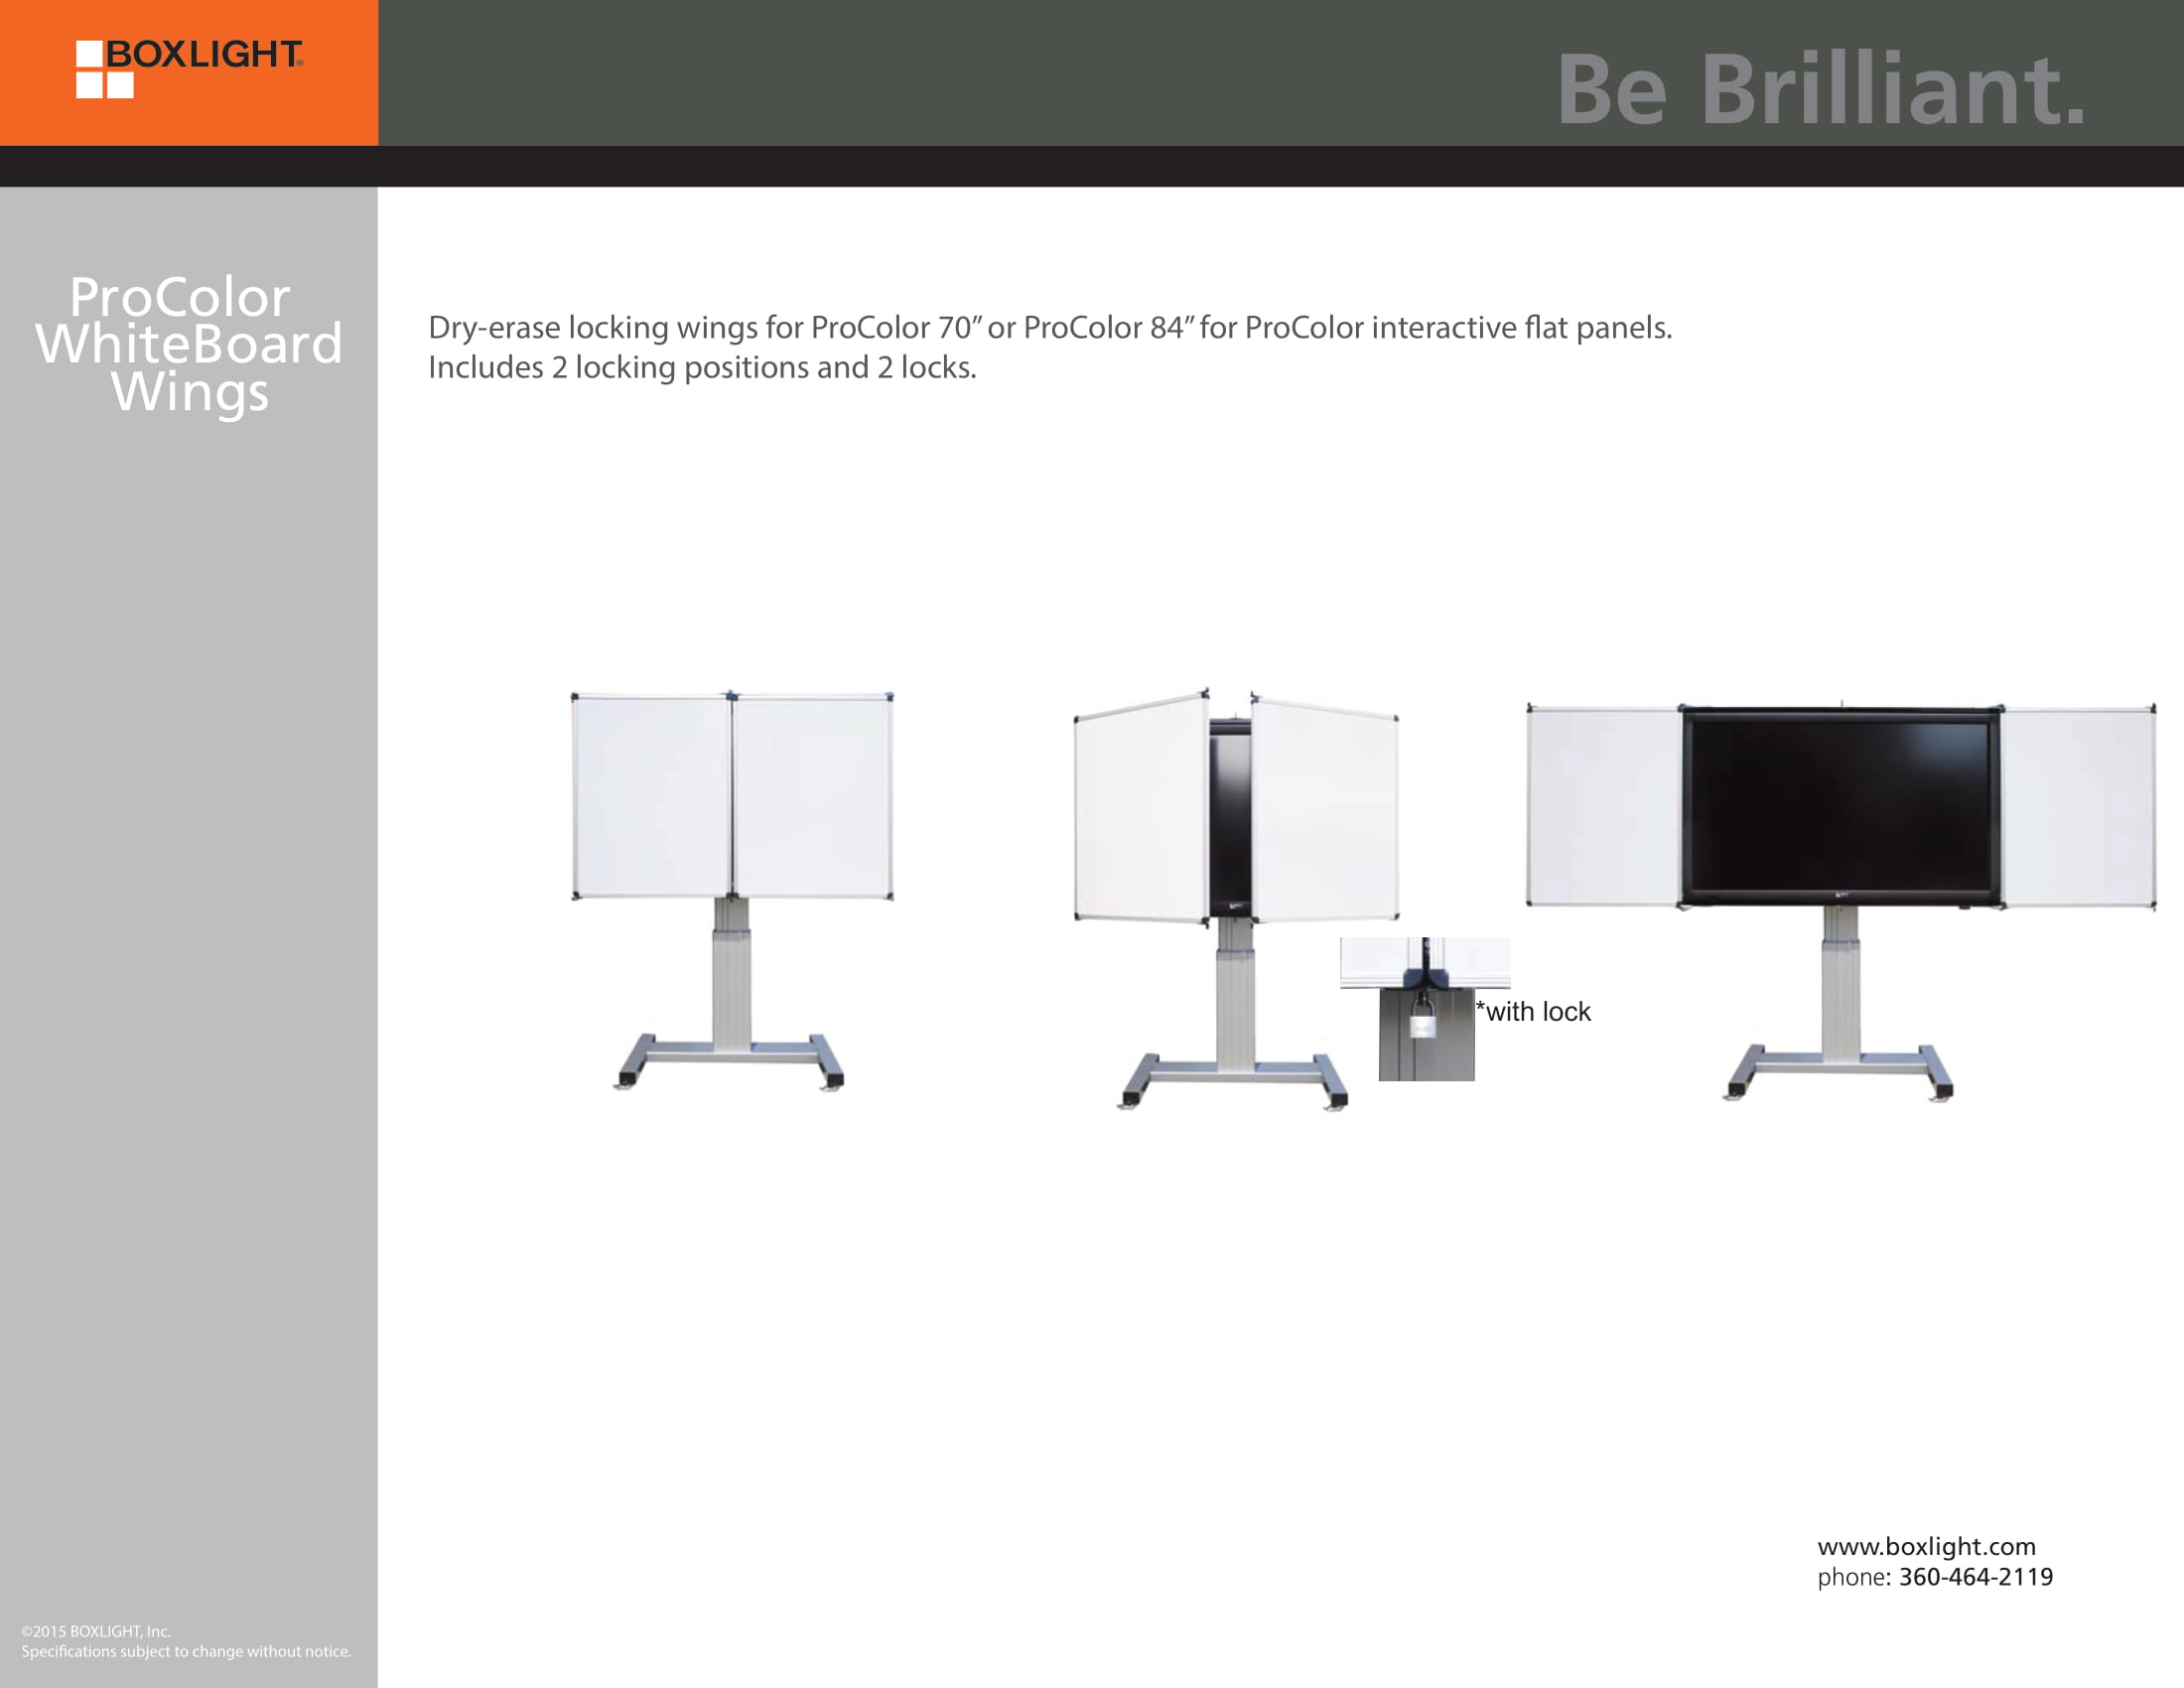 BOXLIGHT®
Be Brilliant.
ProColor
WhiteBoard
Wings
Dry-erase locking wings for ProColor 70” or ProColor 84” for ProColor interactive flat panels.
Includes 2 locking positions and 2 locks.
*with lock
www.boxlight.com
phone: 360-464-2119
©2015 BOXLIGHT, Inc.
Specifications subject to change without notice.